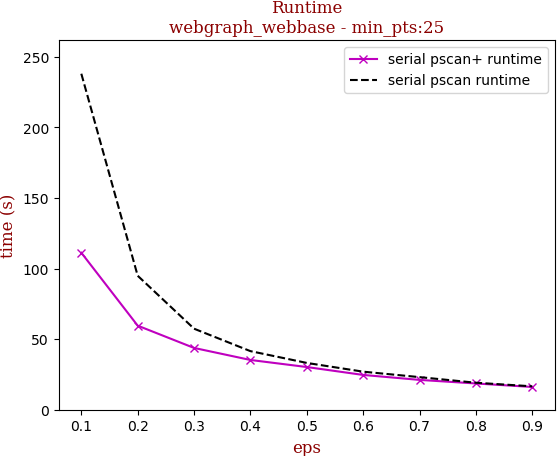 Runtime
webgraph_webbase - min_pts:25
serial pscan+ runtime
serial pscan runtime
time (s)
250
200
150
100
50
0
0.1 0.2 0.3 0.4 0.5 0.6 0.7 0.8 0.9
eps